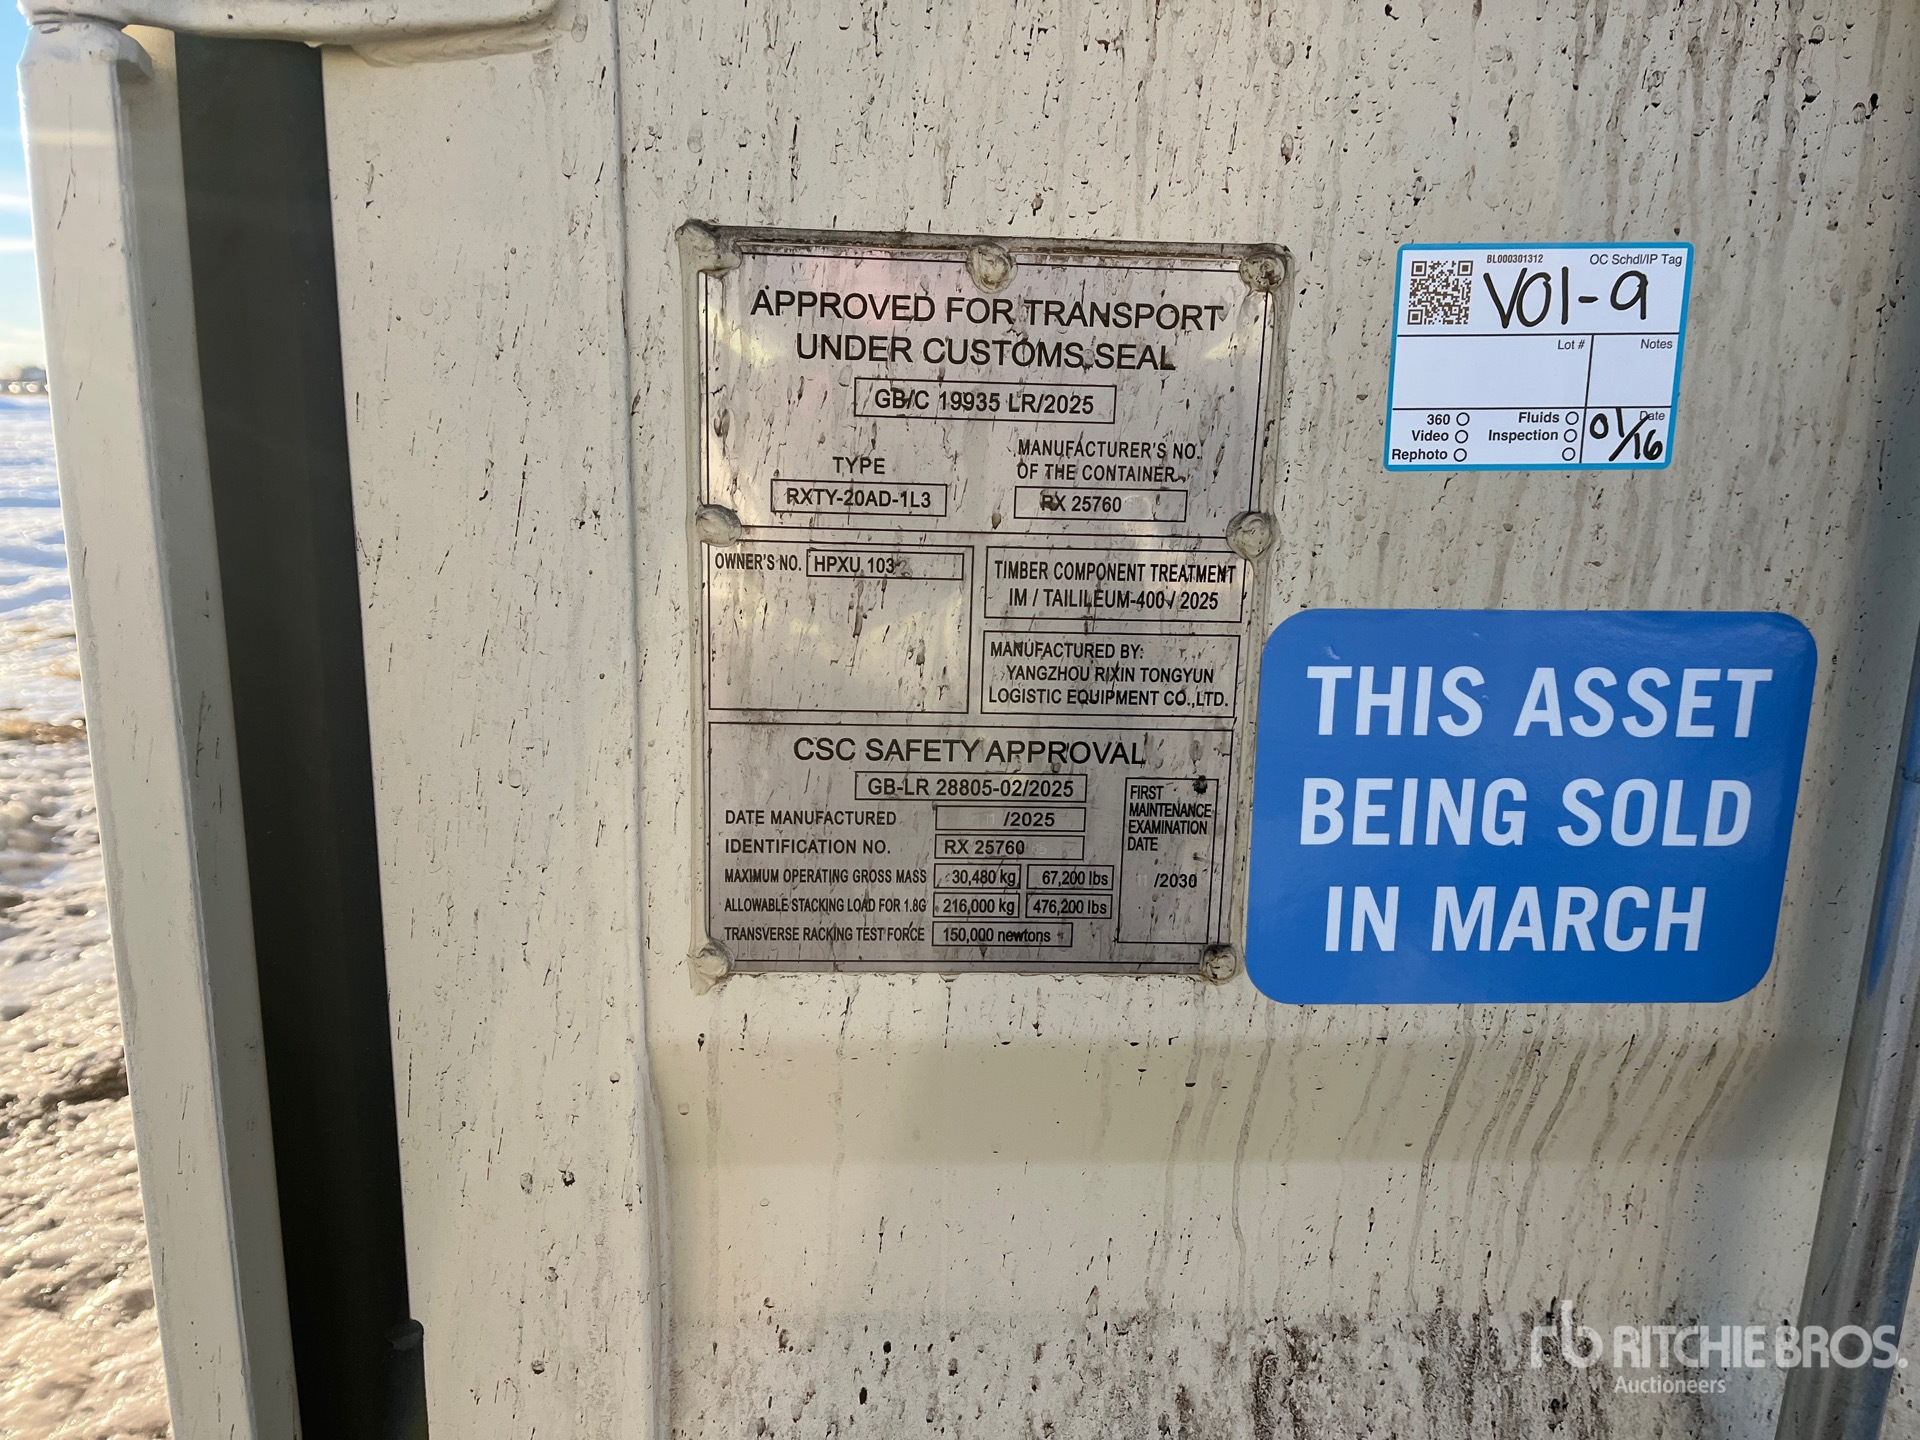 APPROVED FOR TRANSPORT
UNDER CUSTOMS SEAL
GB/C 19935 LR/2025
TYPE
RXTY-20AD-1L3
MANUFACTURER'S NO.
OF THE CONTAINER
RX 25760
OWNER'S NO. HPXU 103
TIMBER COMPONENT TREATMENT
IM / TAILILEUM-400 / 2025
MANUFACTURED BY:
YANGZHOU RIXIN TONGYUN
LOGISTIC EQUIPMENT CO.,LTD.
CSC SAFETY APPROVAL
GB-LR 28805-02/2025
DATE MANUFACTURED /2025
IDENTIFICATION NO. RX 25760
MAXIMUM OPERATING GROSS MASS 30,480 kg 67,200 lbs
ALLOWABLE STACKING LOAD FOR 1.8G 216,000 kg 476,200 lbs
TRANSVERSE RACKING TEST FORCE 150,000 newtons
FIRST
MAINTENANCE
EXAMINATION
DATE
/2030
BL000301312
OC Schdl/IP Tag
V01-9
Lot #
Notes
360
Video
Rephoto
Fluids
Inspection
Date
01/16
THIS ASSET
BEING SOLD
IN MARCH
rb RITCHIE BROS.
Auctioneers